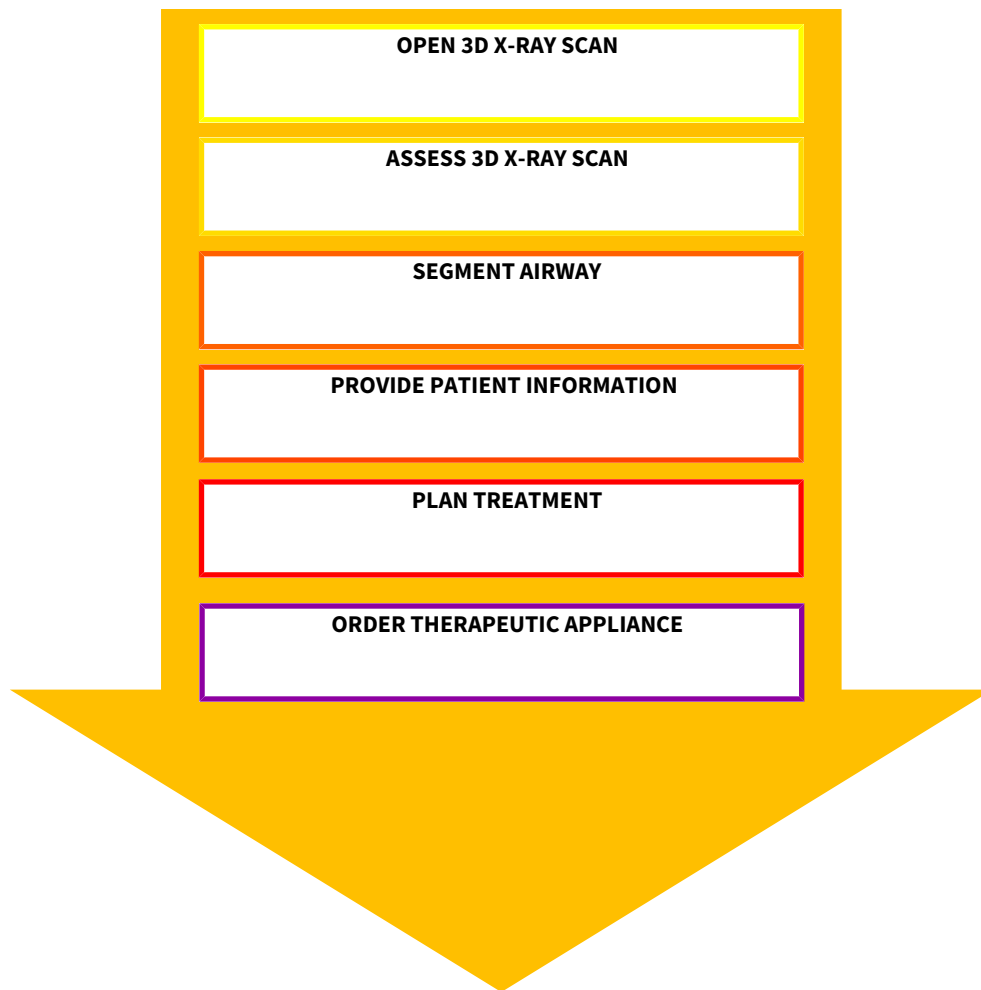 OPEN 3D X-RAY SCAN
ASSESS 3D X-RAY SCAN
SEGMENT AIRWAY
PROVIDE PATIENT INFORMATION
PLAN TREATMENT
ORDER THERAPEUTIC APPLIANCE